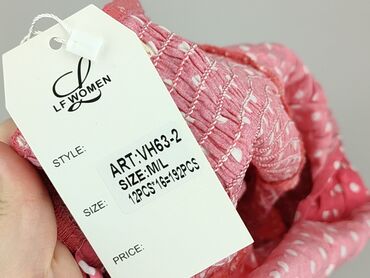 L
LF WOMEN
STYLE:
ART:VH63-2
SIZE:M/L
12PCS*16=192PCS
SIZE:
PRICE: